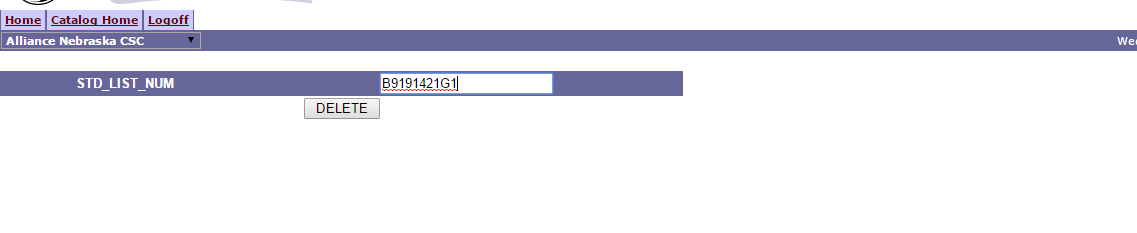 Home Catalog Home Logoff
Alliance Nebraska CSC
STD_LIST_NUM B9191421G1
DELETE